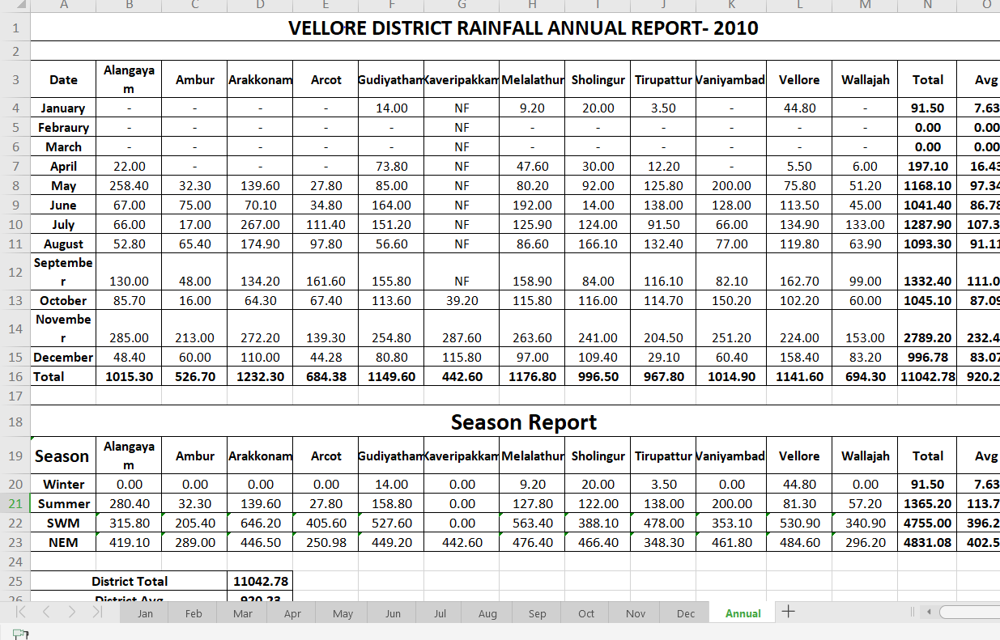 A B C D E F G H I J K L M N O
1 VELLORE DISTRICT RAINFALL ANNUAL REPORT- 2010
2
3 Date Alangaya m Ambur Arakkonam Arcot Gudiyatham Kaveripakkam Melalathur Sholingur Tirupattur Vaniyambad Vellore Wallajah Total Avg
4 January - - - - 14.00 NF 9.20 20.00 3.50 - 44.80 - 91.50 7.63
5 Febraury - - - - - NF - - - - - - 0.00 0.00
6 March - - - - - NF - - - - - - 0.00 0.00
7 April 22.00 - - - 73.80 NF 47.60 30.00 12.20 - 5.50 6.00 197.10 16.43
8 May 258.40 32.30 139.60 27.80 85.00 NF 80.20 92.00 125.80 200.00 75.80 51.20 1168.10 97.34
9 June 67.00 75.00 70.10 34.80 164.00 NF 192.00 14.00 138.00 128.00 113.50 45.00 1041.40 86.78
10 July 66.00 17.00 267.00 111.40 151.20 NF 125.90 124.00 91.50 66.00 134.90 133.00 1287.90 107.3
11 August 52.80 65.40 174.90 97.80 56.60 NF 86.60 166.10 132.40 77.00 119.80 63.90 1093.30 91.11
12 Septembe r 130.00 48.00 134.20 161.60 155.80 NF 158.90 84.00 116.10 82.10 162.70 99.00 1332.40 111.0
13 October 85.70 16.00 64.30 67.40 113.60 39.20 115.80 116.00 114.70 150.20 102.20 60.00 1045.10 87.09
14 Novembe r 285.00 213.00 272.20 139.30 254.80 287.60 263.60 241.00 204.50 251.20 224.00 153.00 2789.20 232.4
15 December 48.40 60.00 110.00 44.28 80.80 115.80 97.00 109.40 29.10 60.40 158.40 83.20 996.78 83.07
16 Total 1015.30 526.70 1232.30 684.38 1149.60 442.60 1176.80 996.50 967.80 1014.90 1141.60 694.30 11042.78 920.2
17
18 Season Report
19 Season Alangaya m Ambur Arakkonam Arcot Gudiyatham Kaveripakkam Melalathur Sholingur Tirupattur Vaniyambad Vellore Wallajah Total Avg
20 Winter 0.00 0.00 0.00 0.00 14.00 0.00 9.20 20.00 3.50 0.00 44.80 0.00 91.50 7.63
21 Summer 280.40 32.30 139.60 27.80 158.80 0.00 127.80 122.00 138.00 200.00 81.30 57.20 1365.20 113.7
22 SWM 315.80 205.40 646.20 405.60 527.60 0.00 563.40 388.10 478.00 353.10 530.90 340.90 4755.00 396.2
23 NEM 419.10 289.00 446.50 250.98 449.20 442.60 476.40 466.40 348.30 461.80 484.60 296.20 4831.08 402.5
24
25 District Total 11042.78
26 District Avg 920.23
Jan Feb Mar Apr May Jun Jul Aug Sep Oct Nov Dec Annual